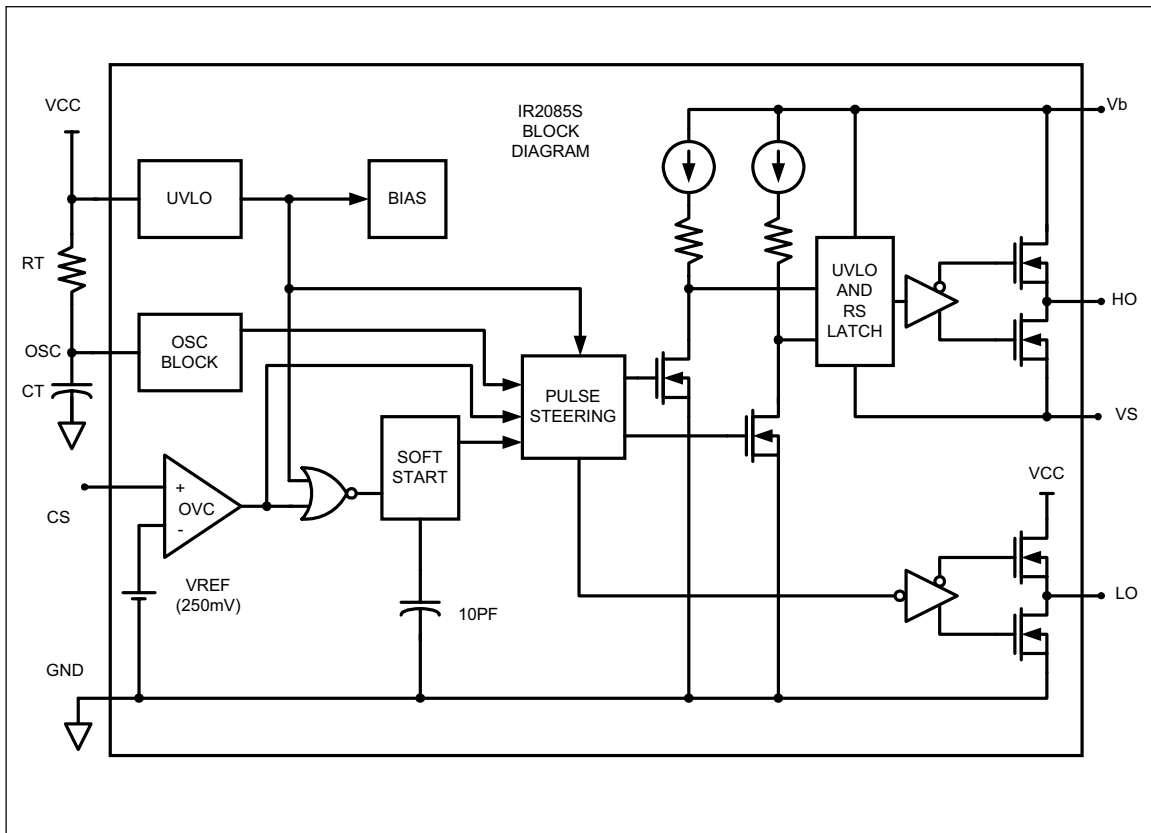 VCC
IR2085S
BLOCK
DIAGRAM
Vb
UVLO
BIAS
RT
UVLO
AND
RS
LATCH
HO
OSC
OSC
BLOCK
CT
PULSE
STEERING
VS
SOFT
START
VCC
CS
+
OVC
-
VREF
(250mV)
10PF
LO
GND